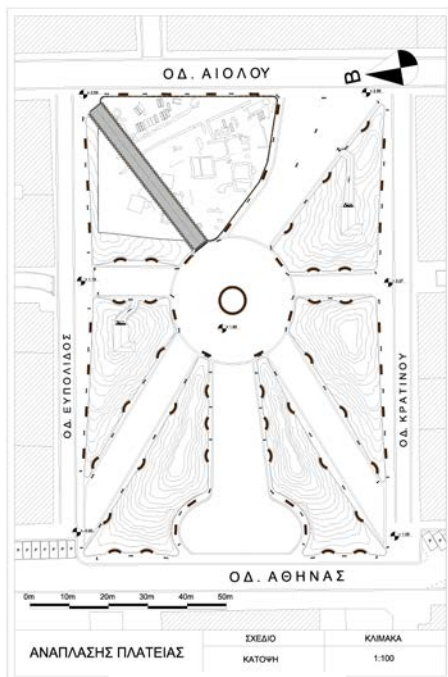 ΟΔ. ΑΙΟΛΟΥ
Β
ΟΔ. ΕΥΠΟΛΙΔΟΣ
ΟΔ. ΚΡΑΤΙΝΟΥ
ΟΔ. ΑΘΗΝΑΣ
0m 10m 20m 30m 40m 50m
ΑΝΑΠΛΑΣΗΣ ΠΛΑΤΕΙΑΣ
ΣΧΕΔΙΟ ΚΛΙΜΑΚΑ
ΚΑΤΟΨΗ 1:100